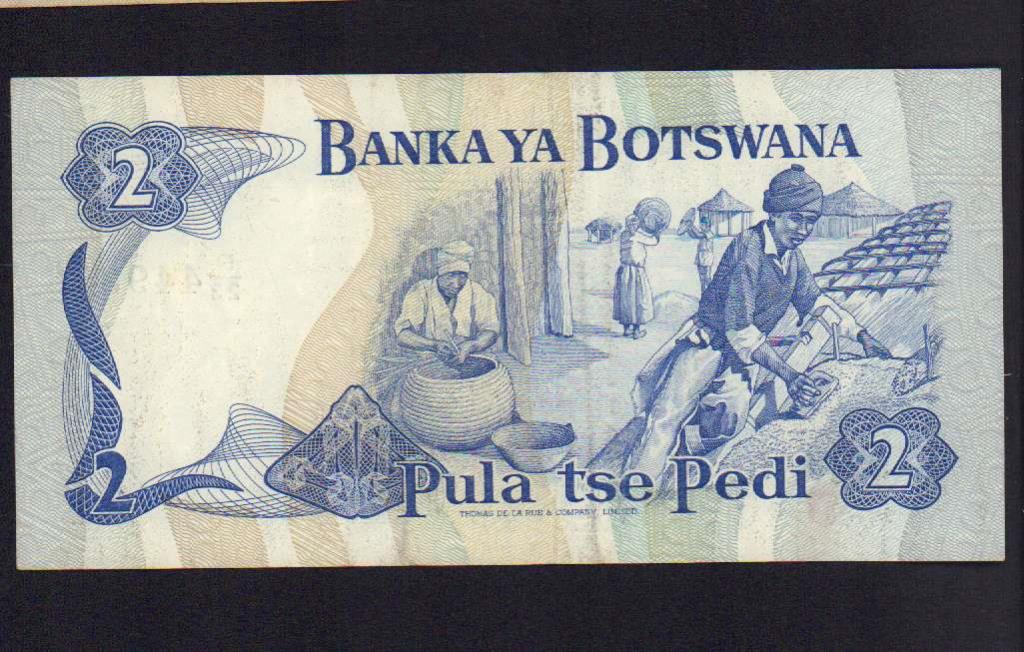 2
BANKA YA BOTSWANA
2
Pula tse Pedi
2
THOMAS DE LA RUE & COMPANY, LIMITED.